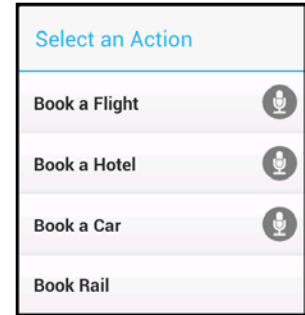 Select an Action
Book a Flight
Book a Hotel
Book a Car
Book Rail